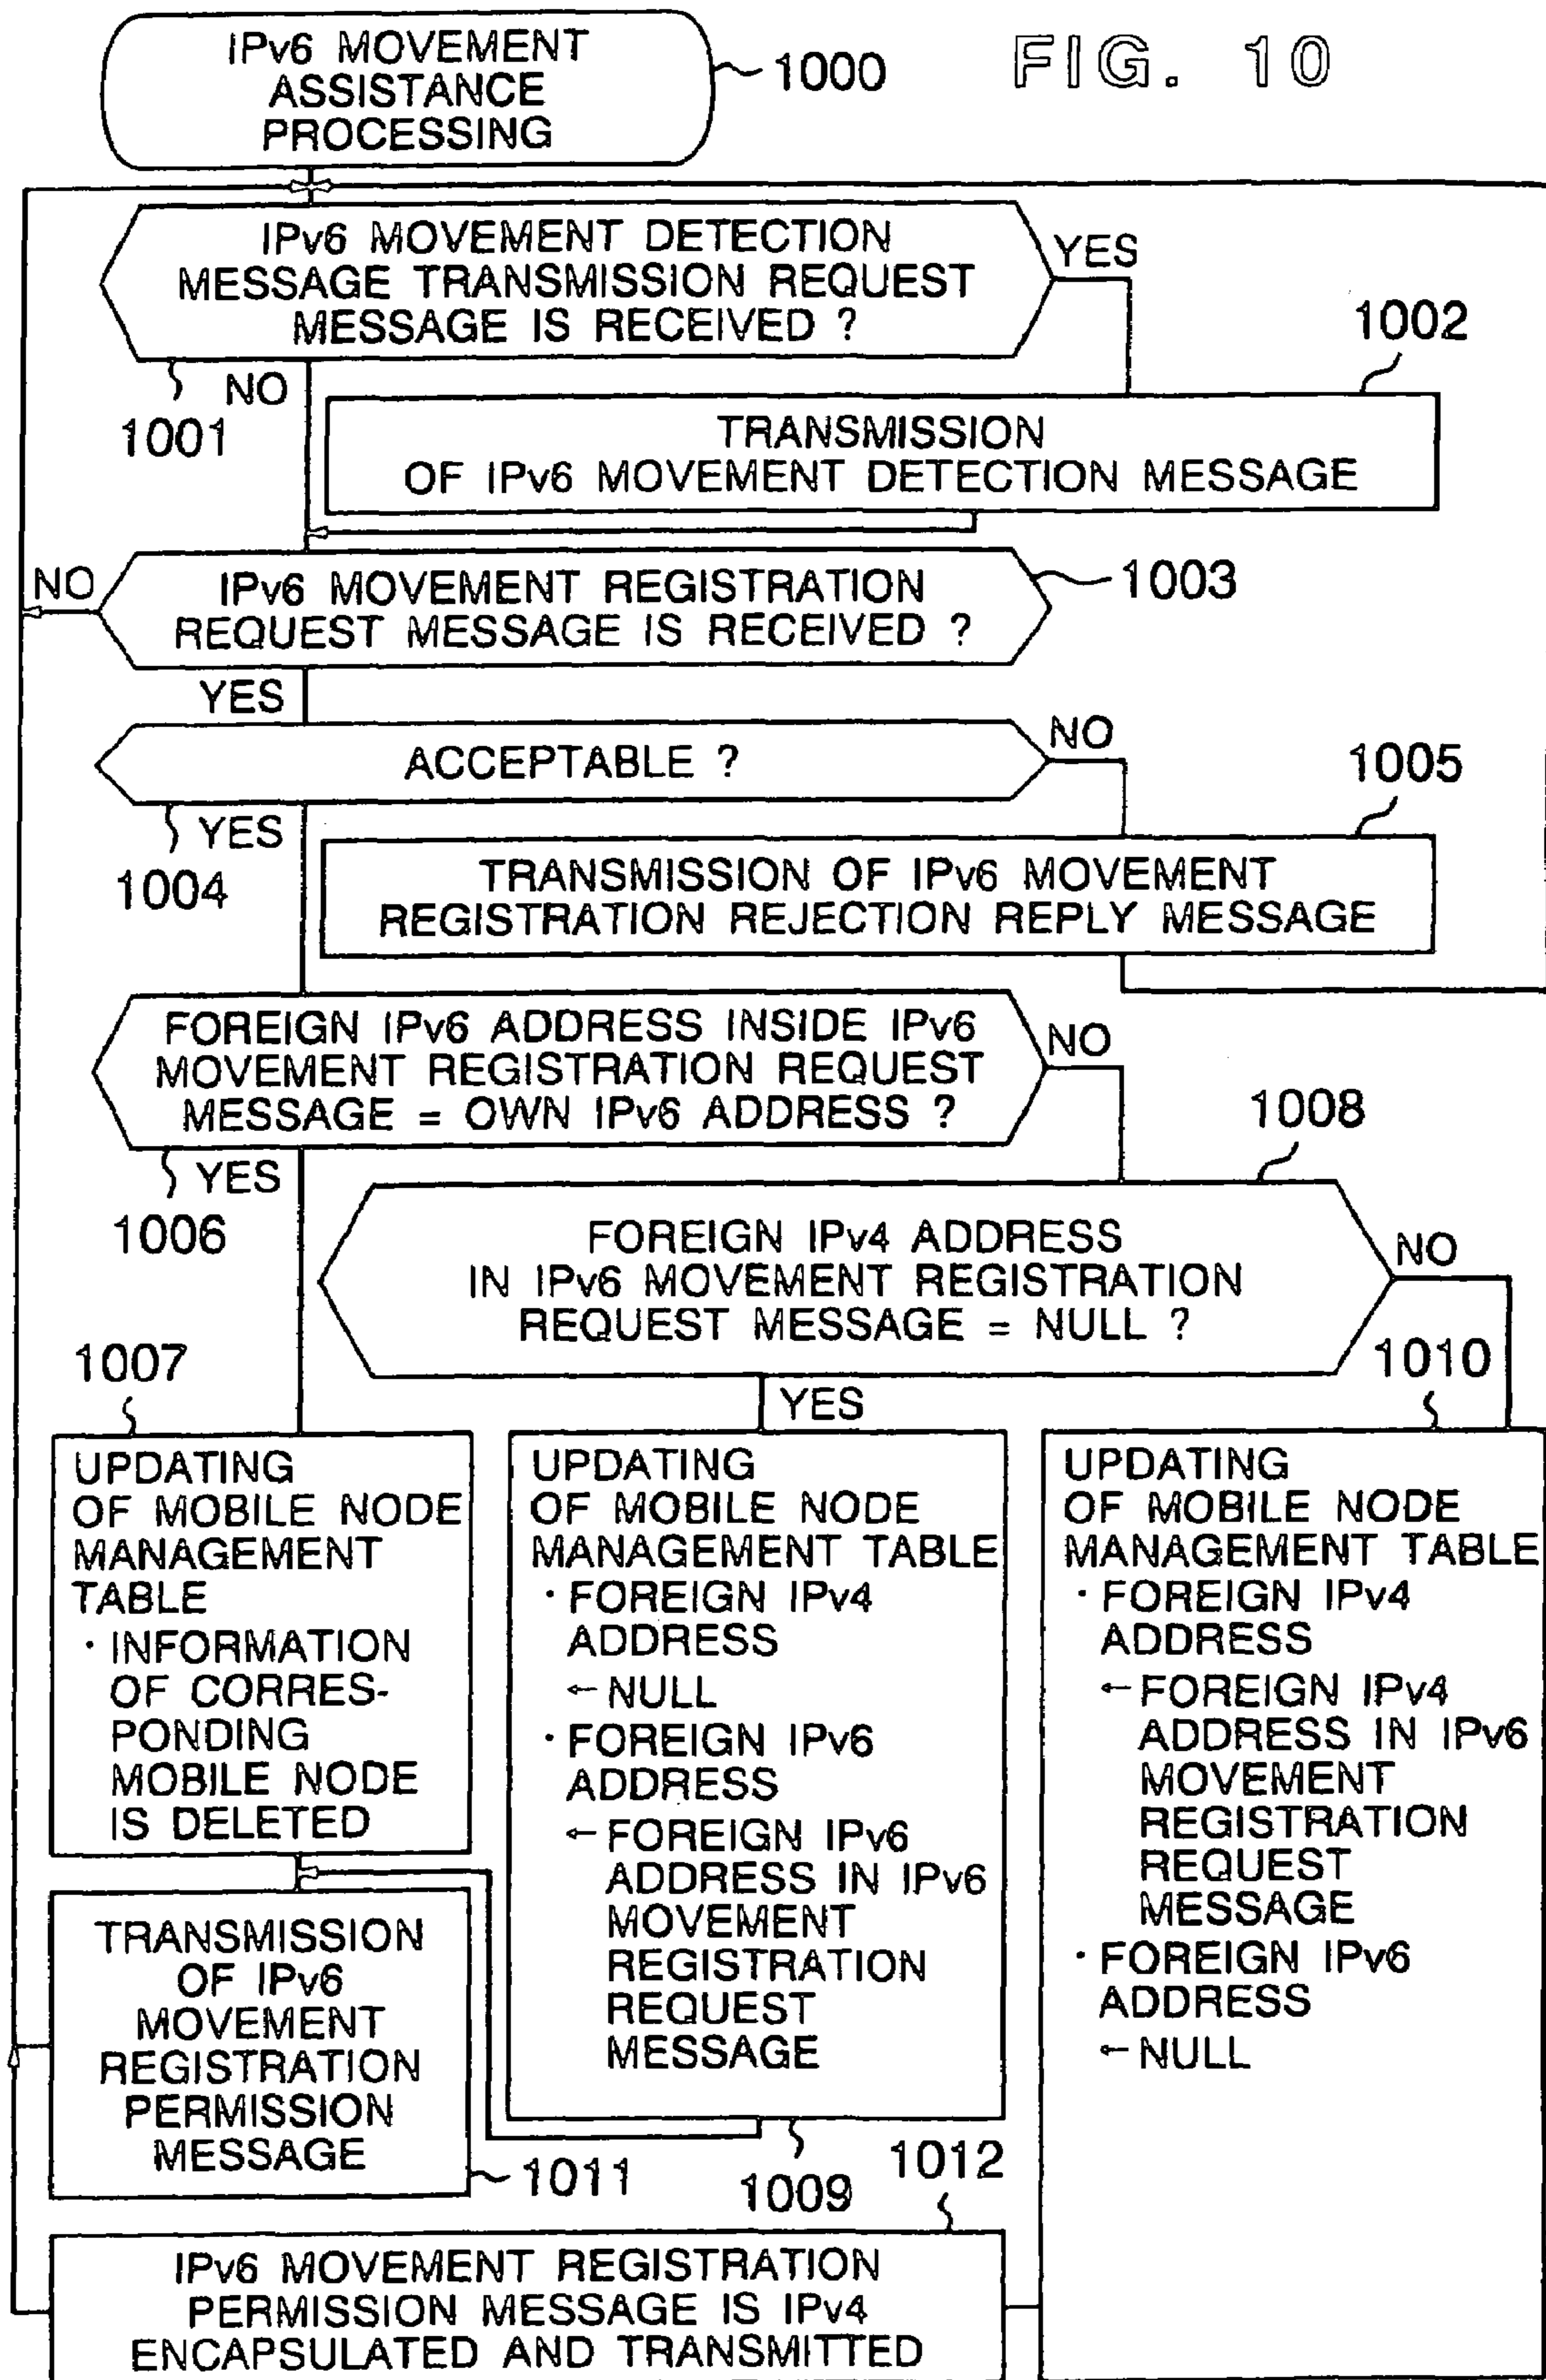 FIG. 10
IPv6 MOVEMENT
ASSISTANCE
PROCESSING
1000
IPv6 MOVEMENT DETECTION
MESSAGE TRANSMISSION REQUEST
MESSAGE IS RECEIVED ?
YES
1001
NO
1002
TRANSMISSION
OF IPv6 MOVEMENT DETECTION MESSAGE
NO
IPv6 MOVEMENT REGISTRATION
REQUEST MESSAGE IS RECEIVED ?
1003
YES
ACCEPTABLE ?
NO
1004
YES
1005
TRANSMISSION OF IPv6 MOVEMENT
REGISTRATION REJECTION REPLY MESSAGE
FOREIGN IPv6 ADDRESS INSIDE IPv6
MOVEMENT REGISTRATION REQUEST
MESSAGE = OWN IPv6 ADDRESS ?
NO
1006
YES
1008
FOREIGN IPv4 ADDRESS
IN IPv6 MOVEMENT REGISTRATION
REQUEST MESSAGE = NULL ?
NO
YES
1007
UPDATING
OF MOBILE NODE
MANAGEMENT
TABLE
· INFORMATION
OF CORRES-
PONDING
MOBILE NODE
IS DELETED
UPDATING
OF MOBILE NODE
MANAGEMENT TABLE
· FOREIGN IPv4
ADDRESS
← NULL
· FOREIGN IPv6
ADDRESS
← FOREIGN IPv6
ADDRESS IN IPv6
MOVEMENT
REGISTRATION
REQUEST
MESSAGE
1009
1010
UPDATING
OF MOBILE NODE
MANAGEMENT TABLE
· FOREIGN IPv4
ADDRESS
← FOREIGN IPv4
ADDRESS IN IPv6
MOVEMENT
REGISTRATION
REQUEST
MESSAGE
· FOREIGN IPv6
ADDRESS
← NULL
TRANSMISSION
OF IPv6
MOVEMENT
REGISTRATION
PERMISSION
MESSAGE
1011
1012
IPv6 MOVEMENT REGISTRATION
PERMISSION MESSAGE IS IPv4
ENCAPSULATED AND TRANSMITTED